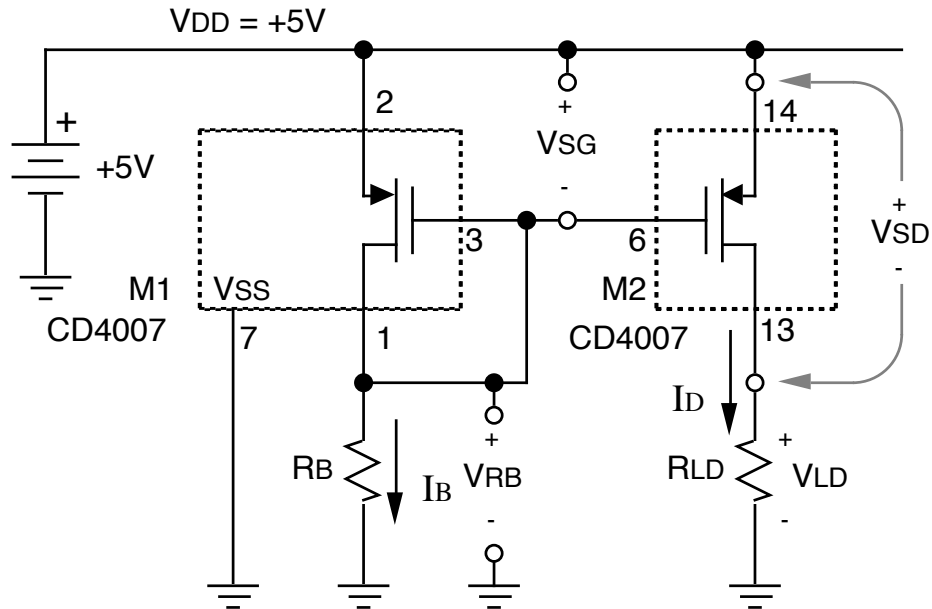 VDD = +5V
+
+5V
2
14
+
VSG
-
+
VSD
-
3
6
M1
VSS
M2
CD4007
7
1
CD4007
13
ID
RB
IB
+
VRB
-
RLD
+
VLD
-